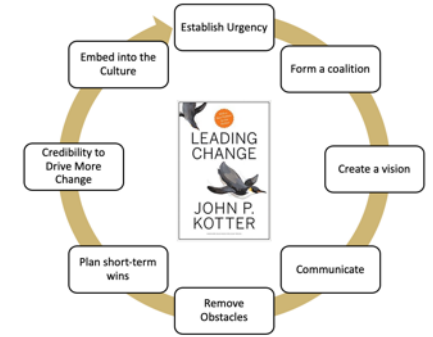 Establish Urgency
Form a coalition
Create a vision
Communicate
Remove
Obstacles
Plan short-term
wins
Credibility to
Drive More
Change
Embed into the
Culture
LEADING
CHANGE
JOHN P.
KOTTER